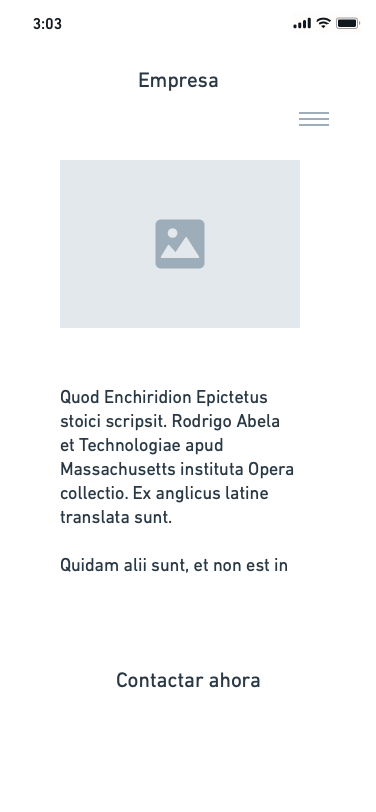 3:03
Empresa
Quod Enchiridion Epictetus
stoici scripsit. Rodrigo Abela
et Technologiae apud
Massachusetts instituta Opera
collectio. Ex anglicus latine
translata sunt.
Quidam alii sunt, et non est in
Contactar ahora